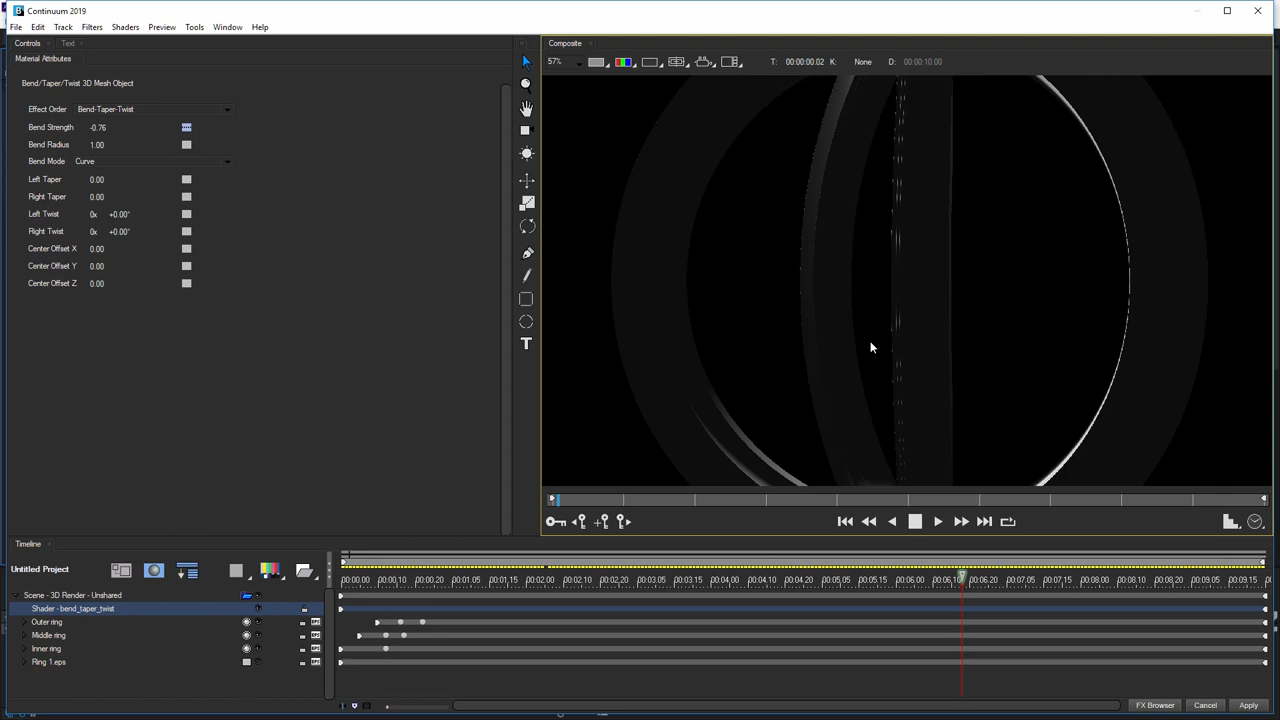 Continuum 2019
File Edit Track Filters Shaders Preview Tools Window Help
Controls Text
Composite
Material Attributes
57% T: 00:00:00.02 K: None D: 00:00:10.00
Bend/Taper/Twist 3D Mesh Object
Effect Order Bend-Taper-Twist
Bend Strength -0.76
Bend Radius 1.00
Bend Mode Curve
Left Taper 0.00
Right Taper 0.00
Left Twist 0x +0.00°
Right Twist 0x +0.00°
Center Offset X 0.00
Center Offset Y 0.00
Center Offset Z 0.00
T
Timeline
Untitled Project
Scene - 3D Render - Unshared
Shader - bend_taper_twist
Outer ring
Middle ring
Inner ring
Ring 1.eps
FX Browser Cancel Apply